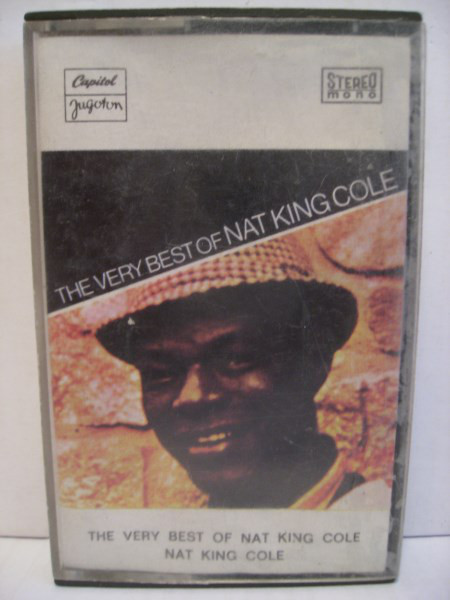 Capitol
Jugoton
STEREO
mono
THE VERY BEST OF NAT KING COLE
THE VERY BEST OF NAT KING COLE
NAT KING COLE